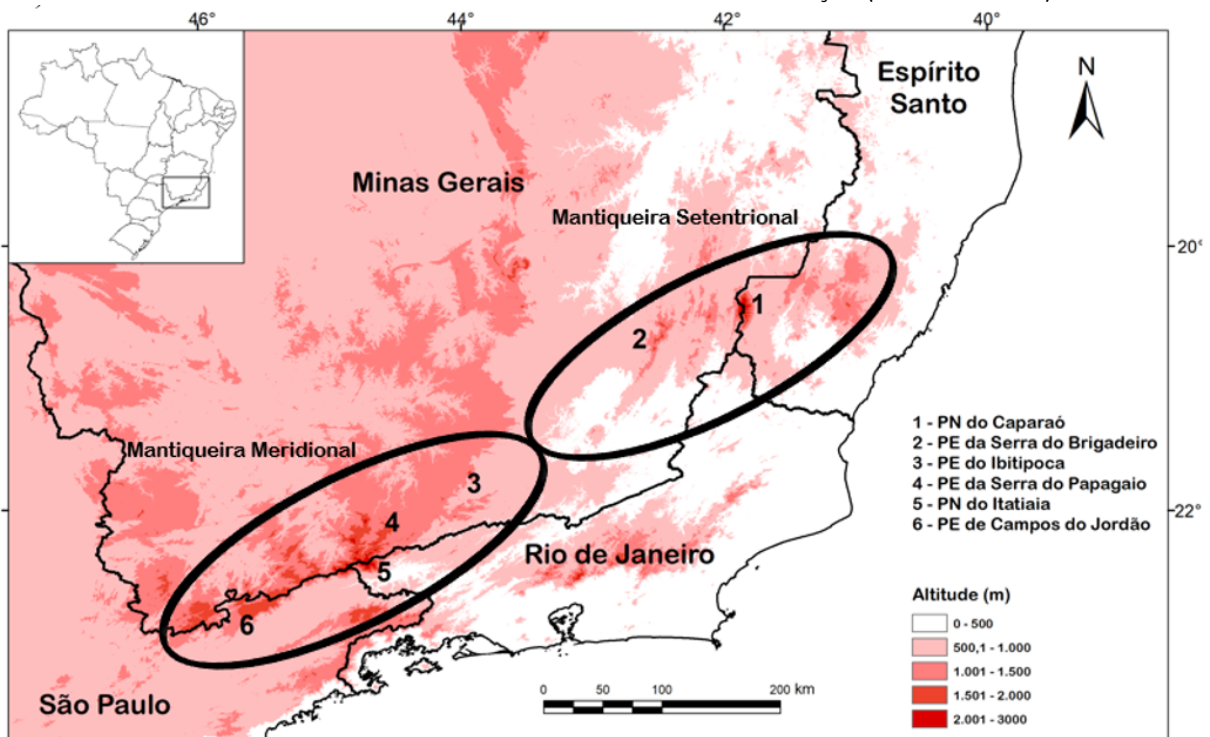 46°
44°
42°
40°
Espírito
Santo
N
Minas Gerais
Mantiqueira Setentrional
20°
1
2
1 - PN do Caparaó
2 - PE da Serra do Brigadeiro
3 - PE do Ibitipoca
4 - PE da Serra do Papagaio
5 - PN do Itatiaia
6 - PE de Campos do Jordão
Mantiqueira Meridional
3
4
22°
5
Rio de Janeiro
6
Altitude (m)
0 - 500
500,1 - 1.000
1.001 - 1.500
1.501 - 2.000
2.001 - 3000
São Paulo
0 50 100 200 km